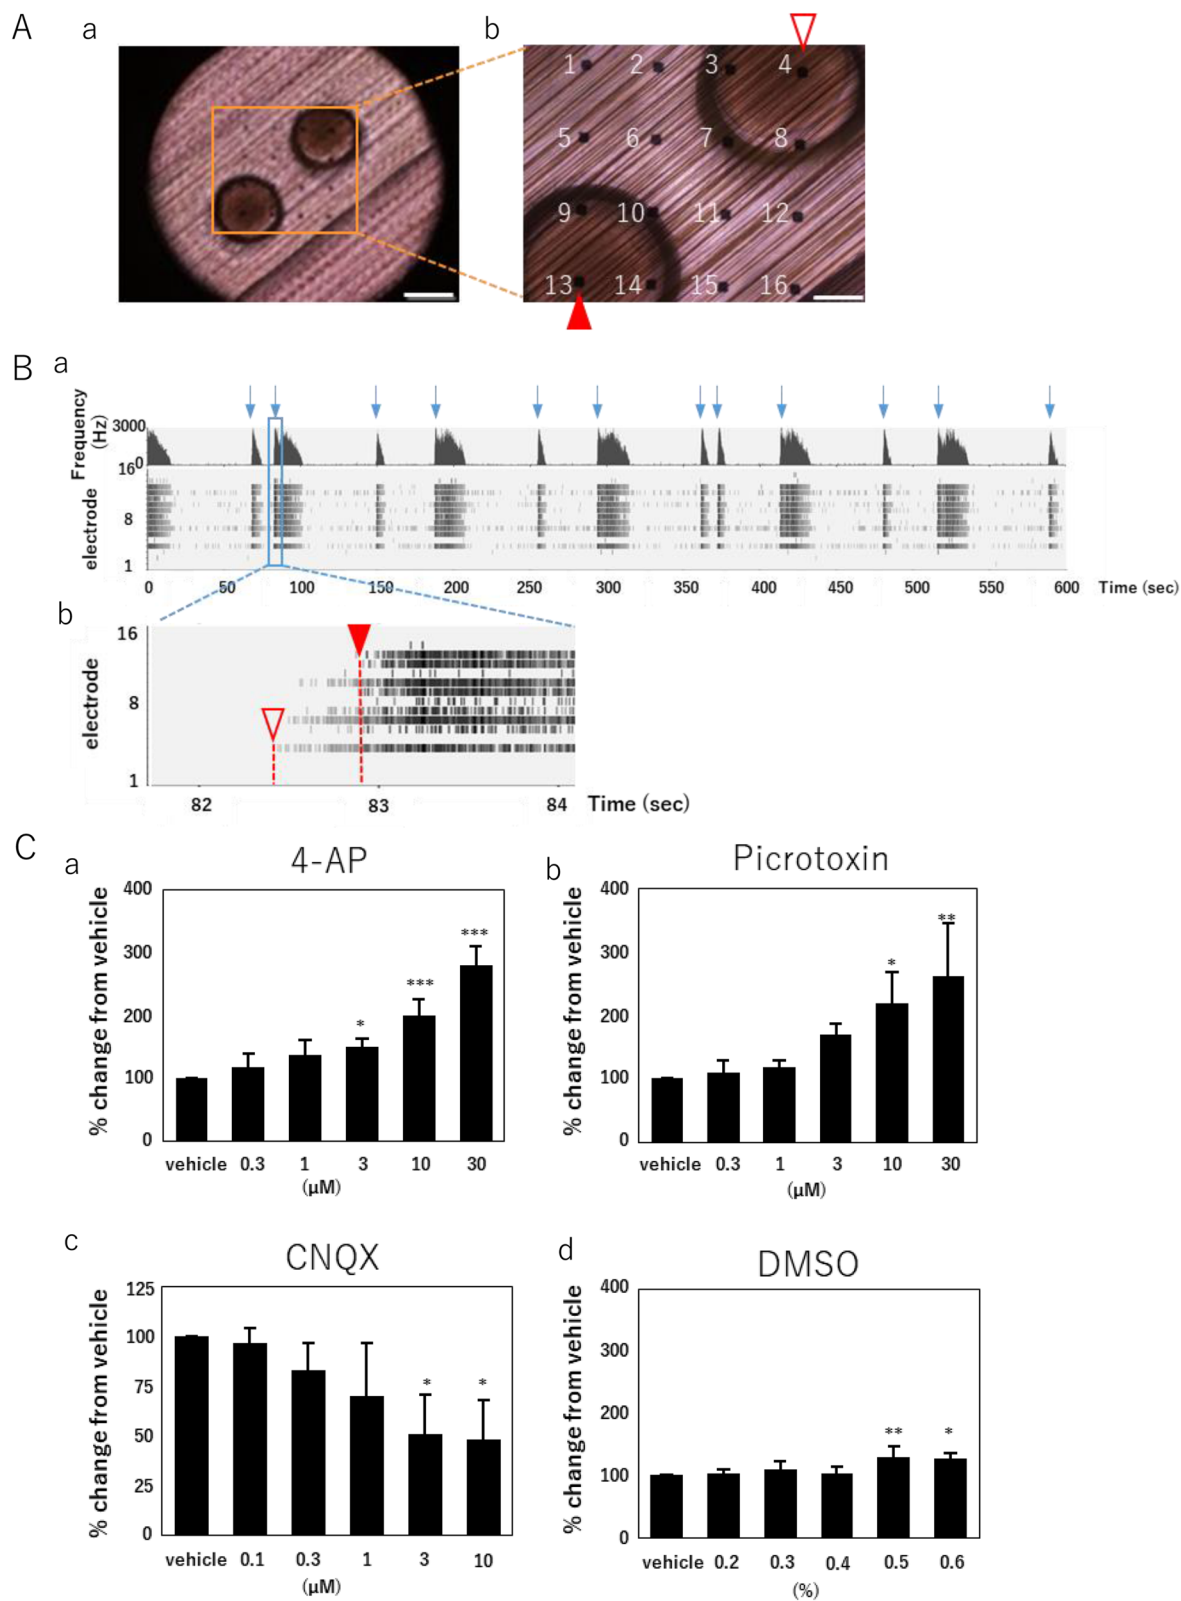 A
a
b
1 2 3 4
5 6 7 8
9 10 11 12
13 14 15 16
B
a
Frequency
(Hz)
3000
0
16
8
1
electrode
0 50 100 150 200 250 300 350 400 450 500 550 600 Time (sec)
b
16
8
1
electrode
82 83 84 Time (sec)
C
a
4-AP
% change from vehicle
400
300
200
100
0
* *** ***
vehicle 0.3 1 3 10 30
(μM)
b
Picrotoxin
% change from vehicle
400
300
200
100
0
* **
vehicle 0.3 1 3 10 30
(μM)
c
CNQX
% change from vehicle
125
100
75
50
25
0
* *
vehicle 0.1 0.3 1 3 10
(μM)
d
DMSO
% change from vehicle
400
300
200
100
0
** *
vehicle 0.2 0.3 0.4 0.5 0.6
(%)